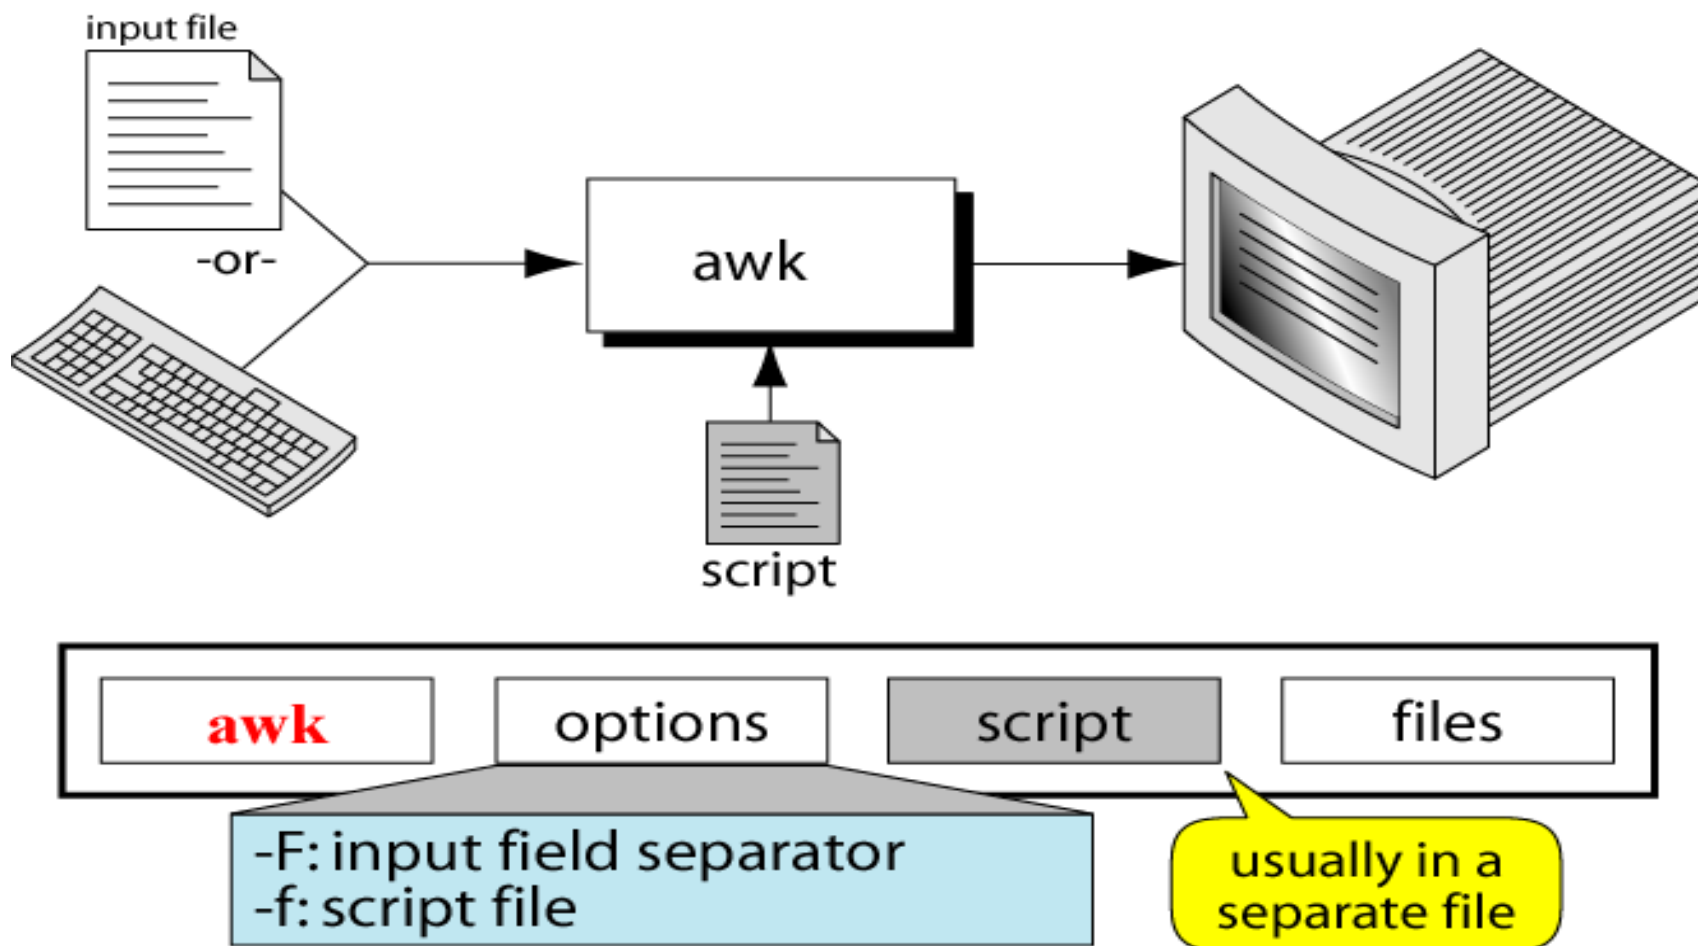 input file
-or-
awk
script
awk
options
script
files
-F: input field separator
-f: script file
usually in a
separate file